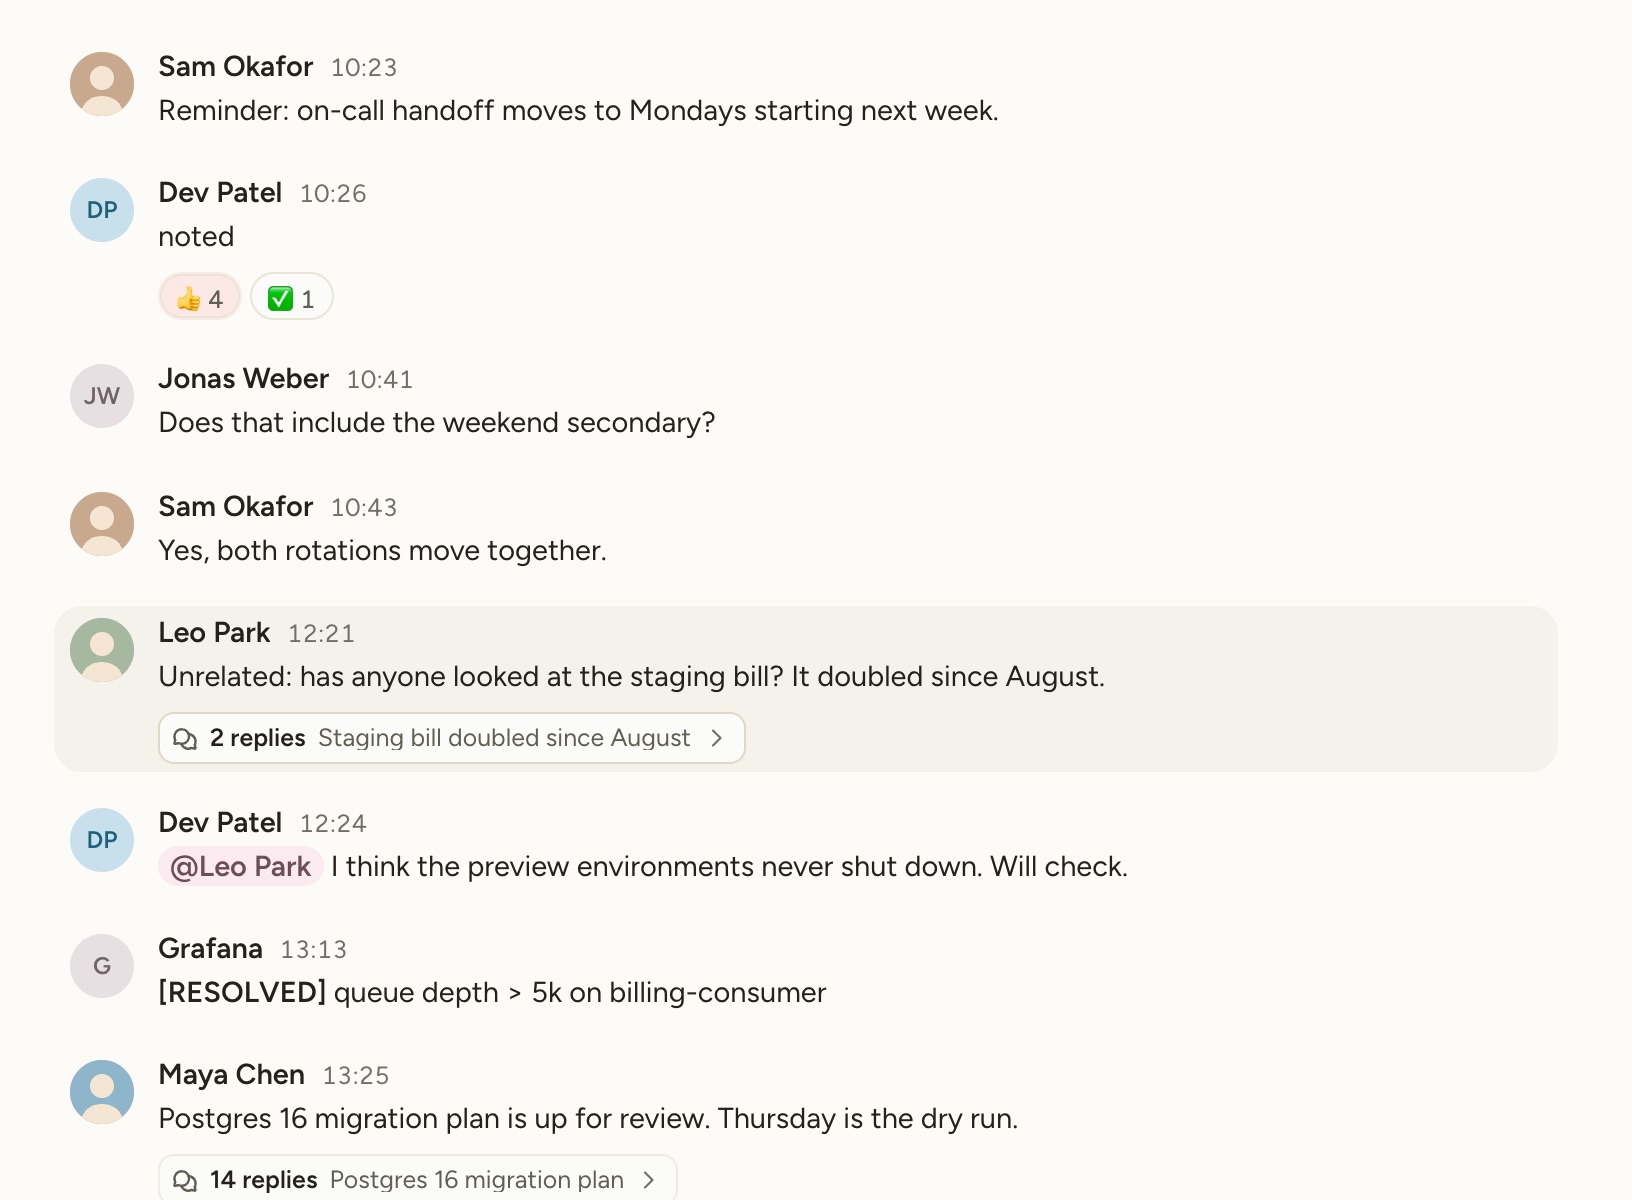 Sam Okafor 10:23
Reminder: on-call handoff moves to Mondays starting next week.
DP
Dev Patel 10:26
noted
👍 4 ✅ 1
JW
Jonas Weber 10:41
Does that include the weekend secondary?
Sam Okafor 10:43
Yes, both rotations move together.
Leo Park 12:21
Unrelated: has anyone looked at the staging bill? It doubled since August.
2 replies Staging bill doubled since August
DP
Dev Patel 12:24
@Leo Park I think the preview environments never shut down. Will check.
G
Grafana 13:13
[RESOLVED] queue depth > 5k on billing-consumer
Maya Chen 13:25
Postgres 16 migration plan is up for review. Thursday is the dry run.
14 replies Postgres 16 migration plan